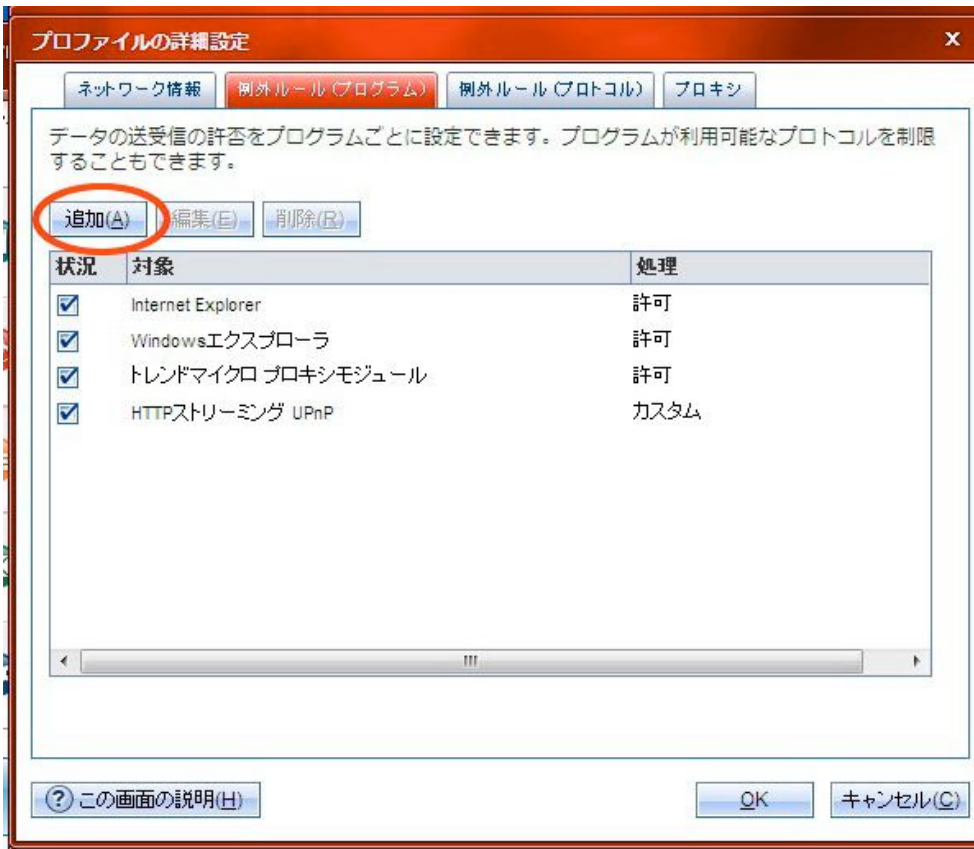 プロファイルの詳細設定
x
ネットワーク情報 例外ルール(プログラム) 例外ルール(プロトコル) プロキシ
データの送受信の許否をプログラムごとに設定できます。プログラムが利用可能なプロトコルを制限
することもできます。
追加(A) 編集(E) 削除(R)
状況 対象 処理
Internet Explorer 許可
Windowsエクスプローラ 許可
トレンドマイクロ プロキシモジュール 許可
HTTPストリーミング UPnP カスタム
?この画面の説明(H) OK キャンセル(C)